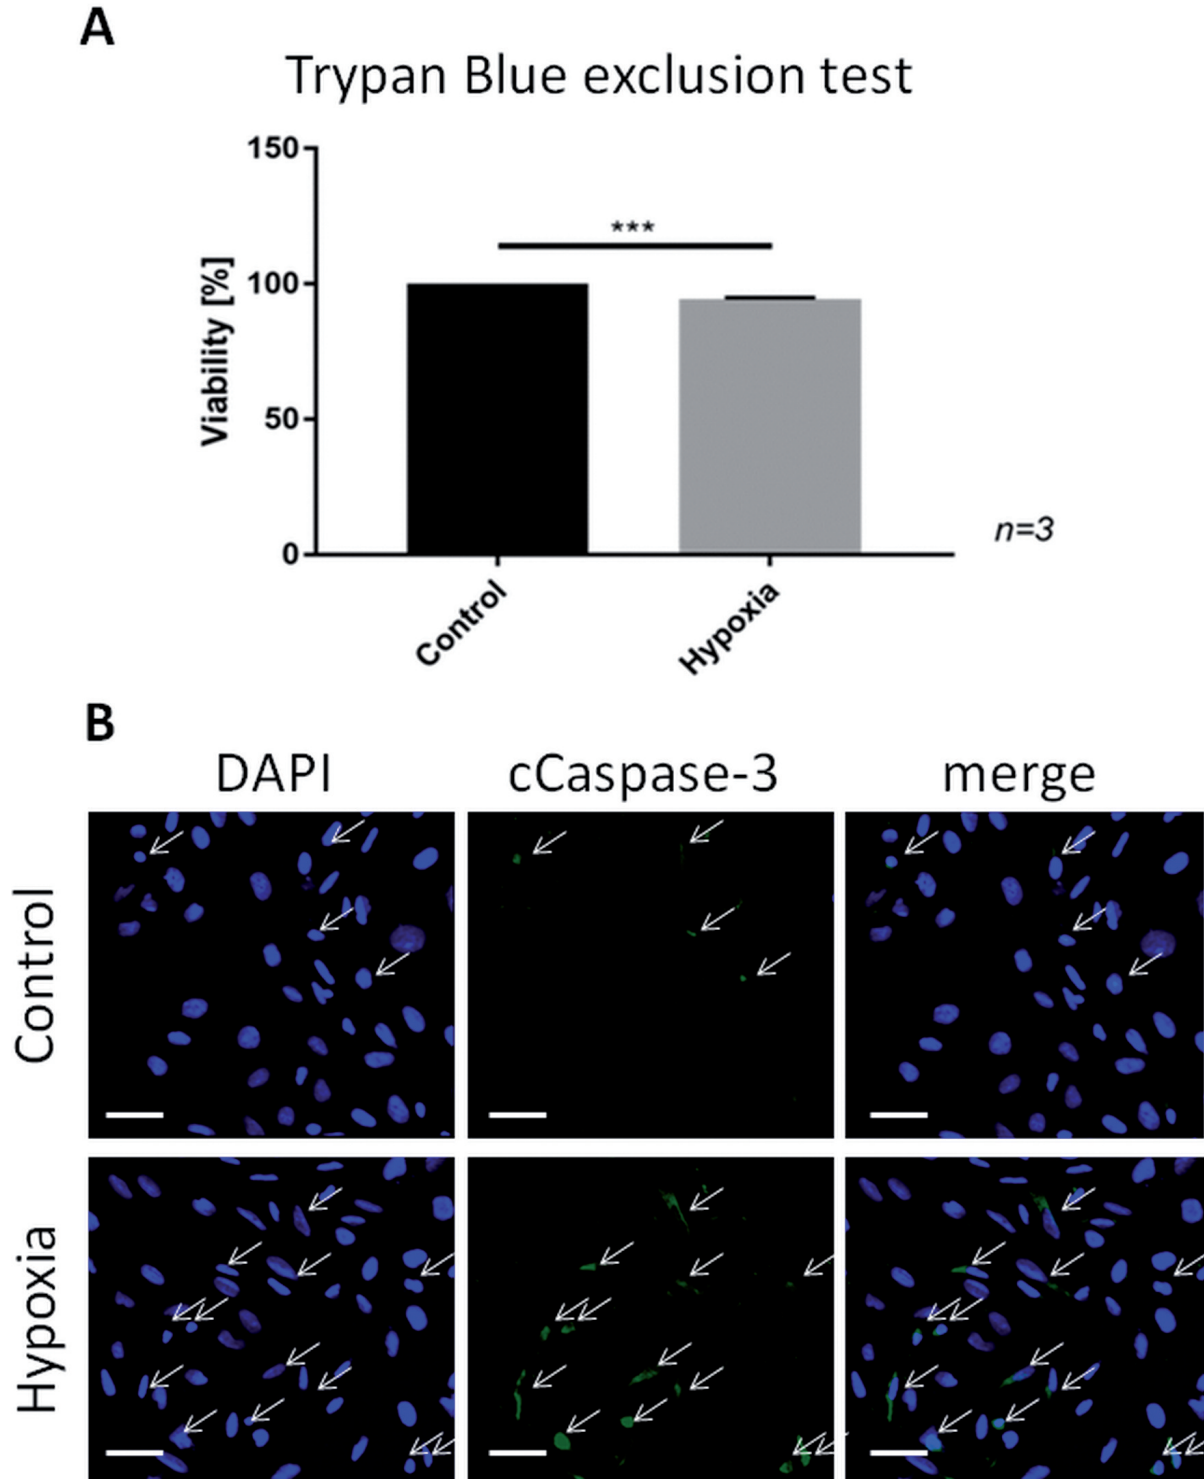 A
Trypan Blue exclusion test
150
***
100
Viability [%]
50
n=3
0
Control
Hypoxia
B
DAPI cCaspase-3 merge
Control
Hypoxia